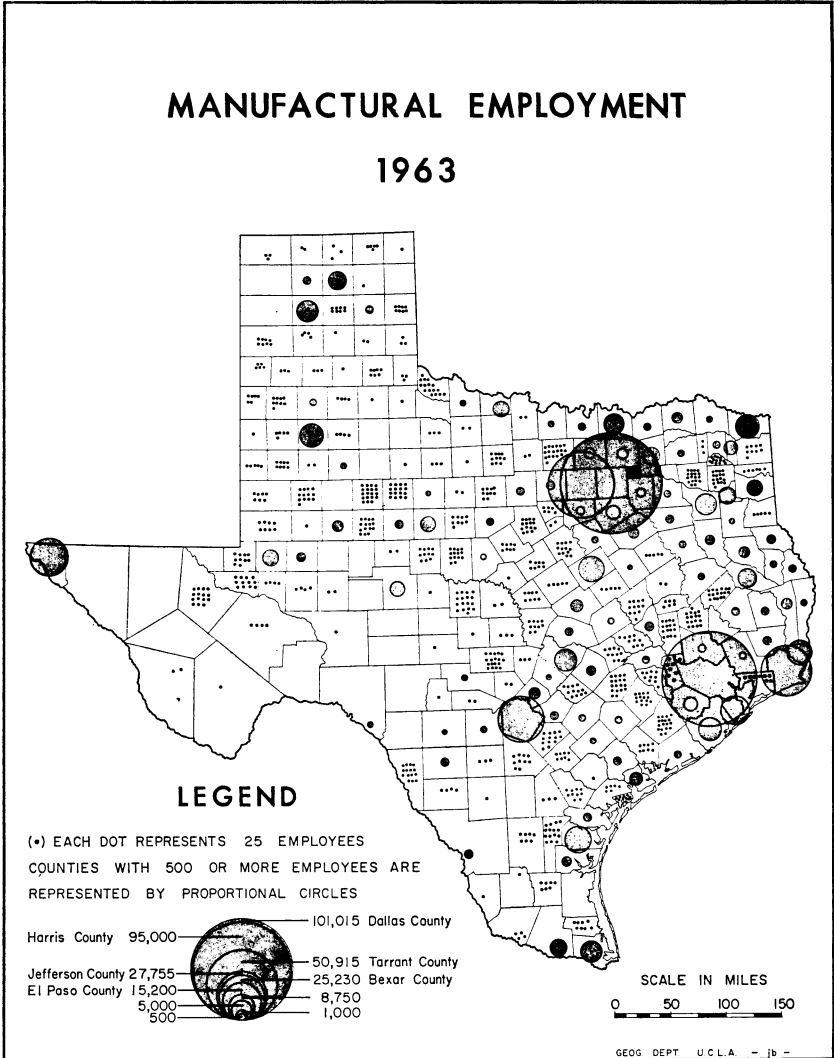 MANUFACTURAL EMPLOYMENT
1963
LEGEND
(•) EACH DOT REPRESENTS 25 EMPLOYEES
COUNTIES WITH 500 OR MORE EMPLOYEES ARE
REPRESENTED BY PROPORTIONAL CIRCLES
101,015 Dallas County
Harris County 95,000
50,915 Tarrant County
Jefferson County 27,755
25,230 Bexar County
El Paso County 15,200
8,750
5,000
1,000
500
SCALE IN MILES
0 50 100 150
GEOG. DEPT. U C L.A. – jb –